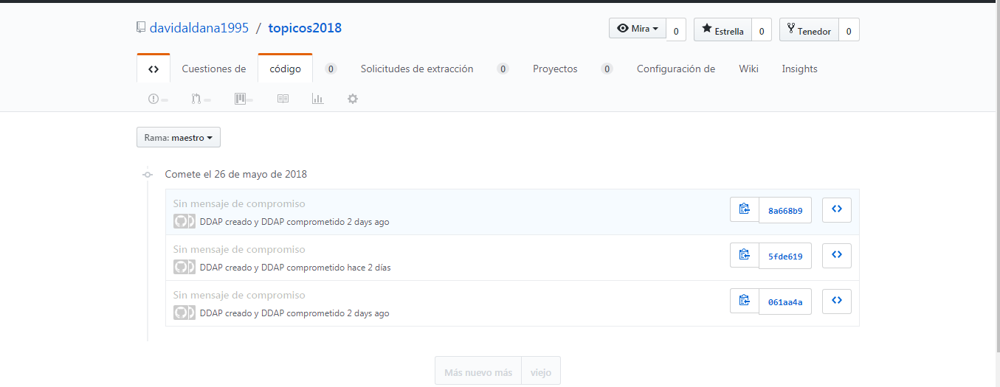 davidaldana1995 / topicos2018
Mira 0 Estrella 0 Tenedor 0
Cuestiones de código 0 Solicitudes de extracción 0 Proyectos 0 Configuración de Wiki Insights
Rama: maestro
Comete el 26 de mayo de 2018
Sin mensaje de compromiso
DDAP creado y DDAP comprometido 2 days ago
8a668b9
Sin mensaje de compromiso
DDAP creado y DDAP comprometido hace 2 días
5fde619
Sin mensaje de compromiso
DDAP creado y DDAP comprometido 2 days ago
061aa4a
Más nuevo más viejo